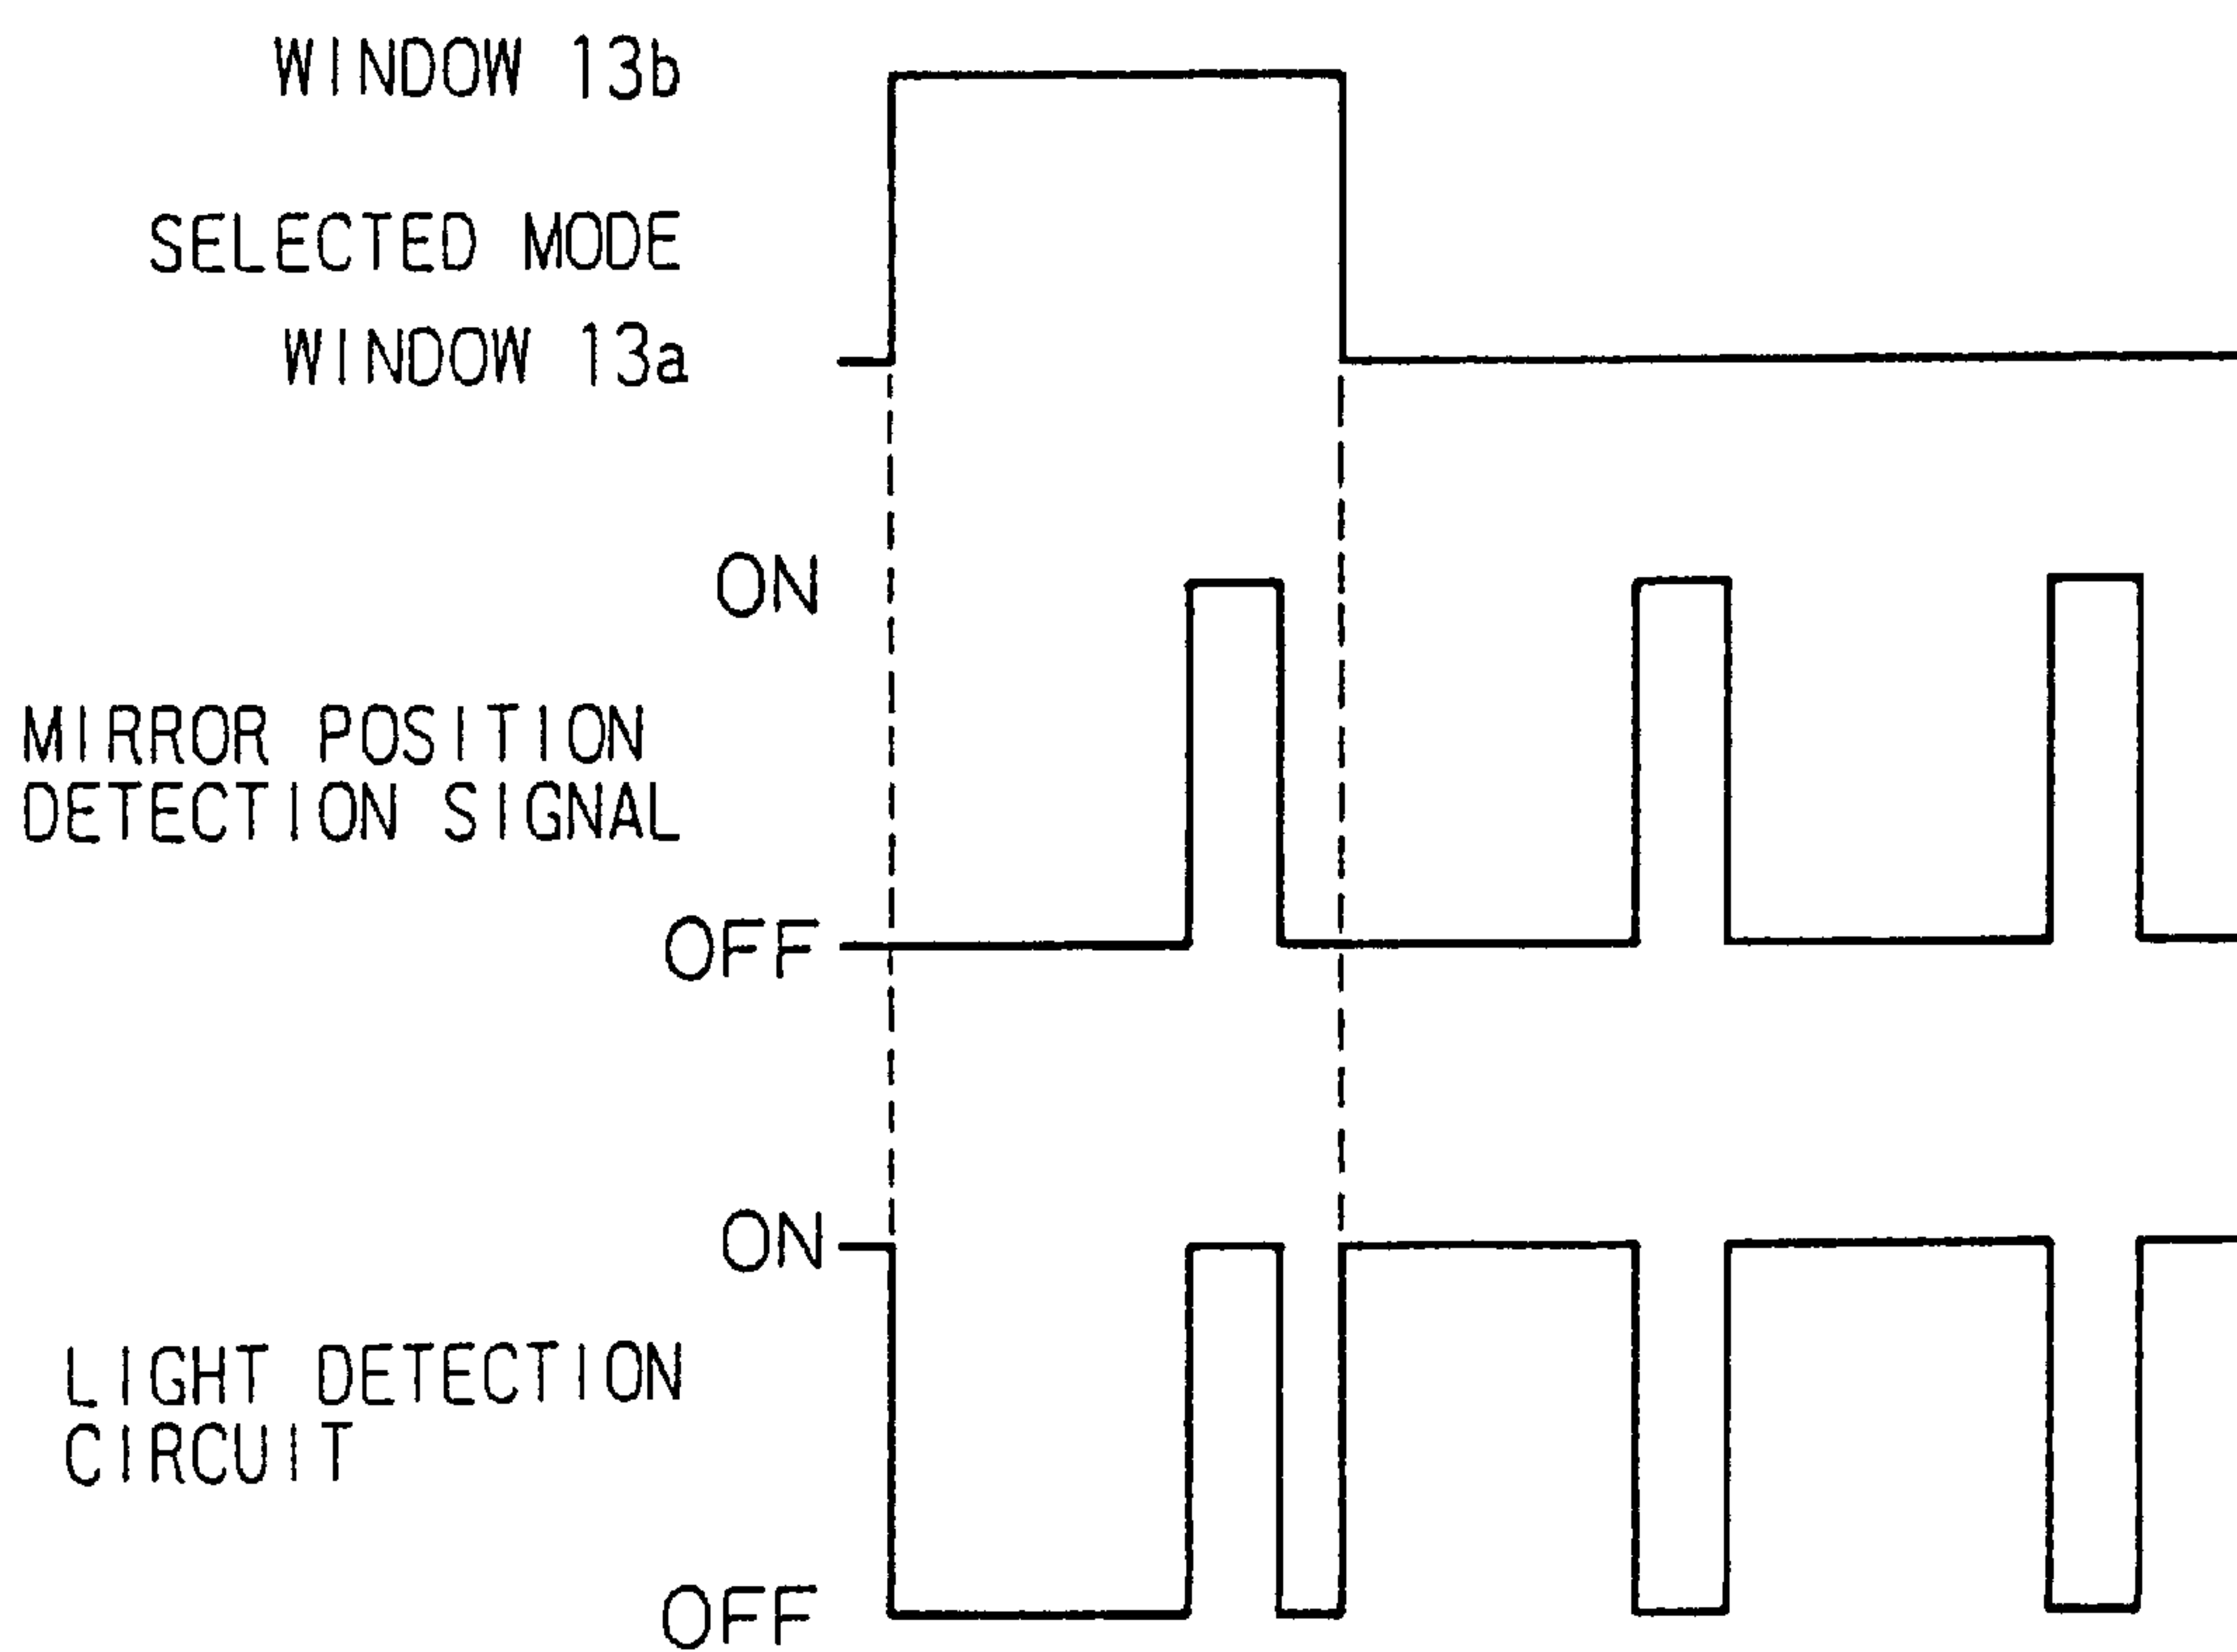 WINDOW 13b
SELECTED MODE
WINDOW 13a
ON
MIRROR POSITION
DETECTION SIGNAL
OFF
ON
LIGHT DETECTION
CIRCUIT
OFF